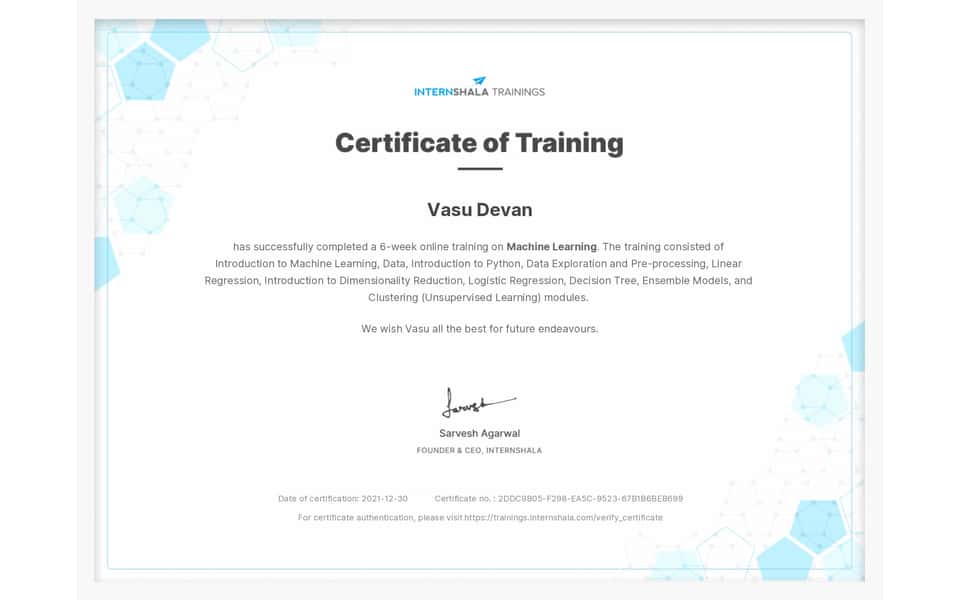 INTERNSHALA TRAININGS
Certificate of Training
Vasu Devan
has successfully completed a 6-week online training on Machine Learning. The training consisted of
Introduction to Machine Learning, Data, Introduction to Python, Data Exploration and Pre-processing, Linear
Regression, Introduction to Dimensionality Reduction, Logistic Regression, Decision Tree, Ensemble Models, and
Clustering (Unsupervised Learning) modules.
We wish Vasu all the best for future endeavours.
Sarvesh
Sarvesh Agarwal
FOUNDER & CEO, INTERNSHALA
Date of certification: 2021-12-30 Certificate no. : 2DDC9B05-F298-EA5C-9523-67B1B6BEB699
For certificate authentication, please visit https://trainings.internshala.com/verify_certificate